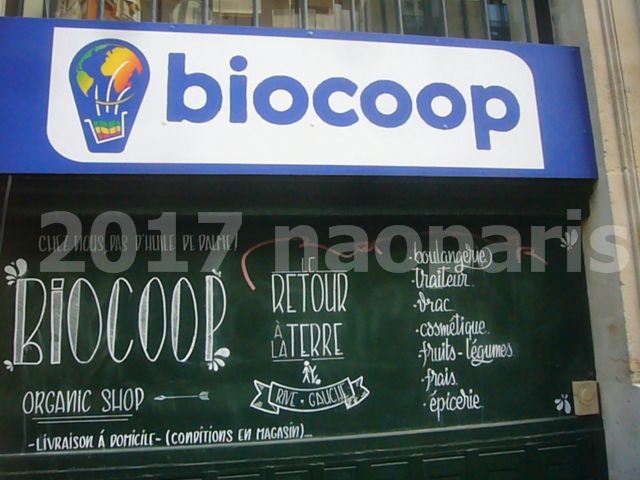 biocoop
2017 naoparis
CHEZ NOUS, PAS D'HUILE DE PALME!
BIOCOOP
ORGANIC SHOP
-LIVRAISON À DOMICILE- (CONDITIONS EN MAGASIN)...
LE
RETOUR
À
LA TERRE
RIVE • GAUCHE
·boulangerie
·traiteur.
·vrac.
·cosmétique.
·fruits-légumes.
·frais.
·épicerie.